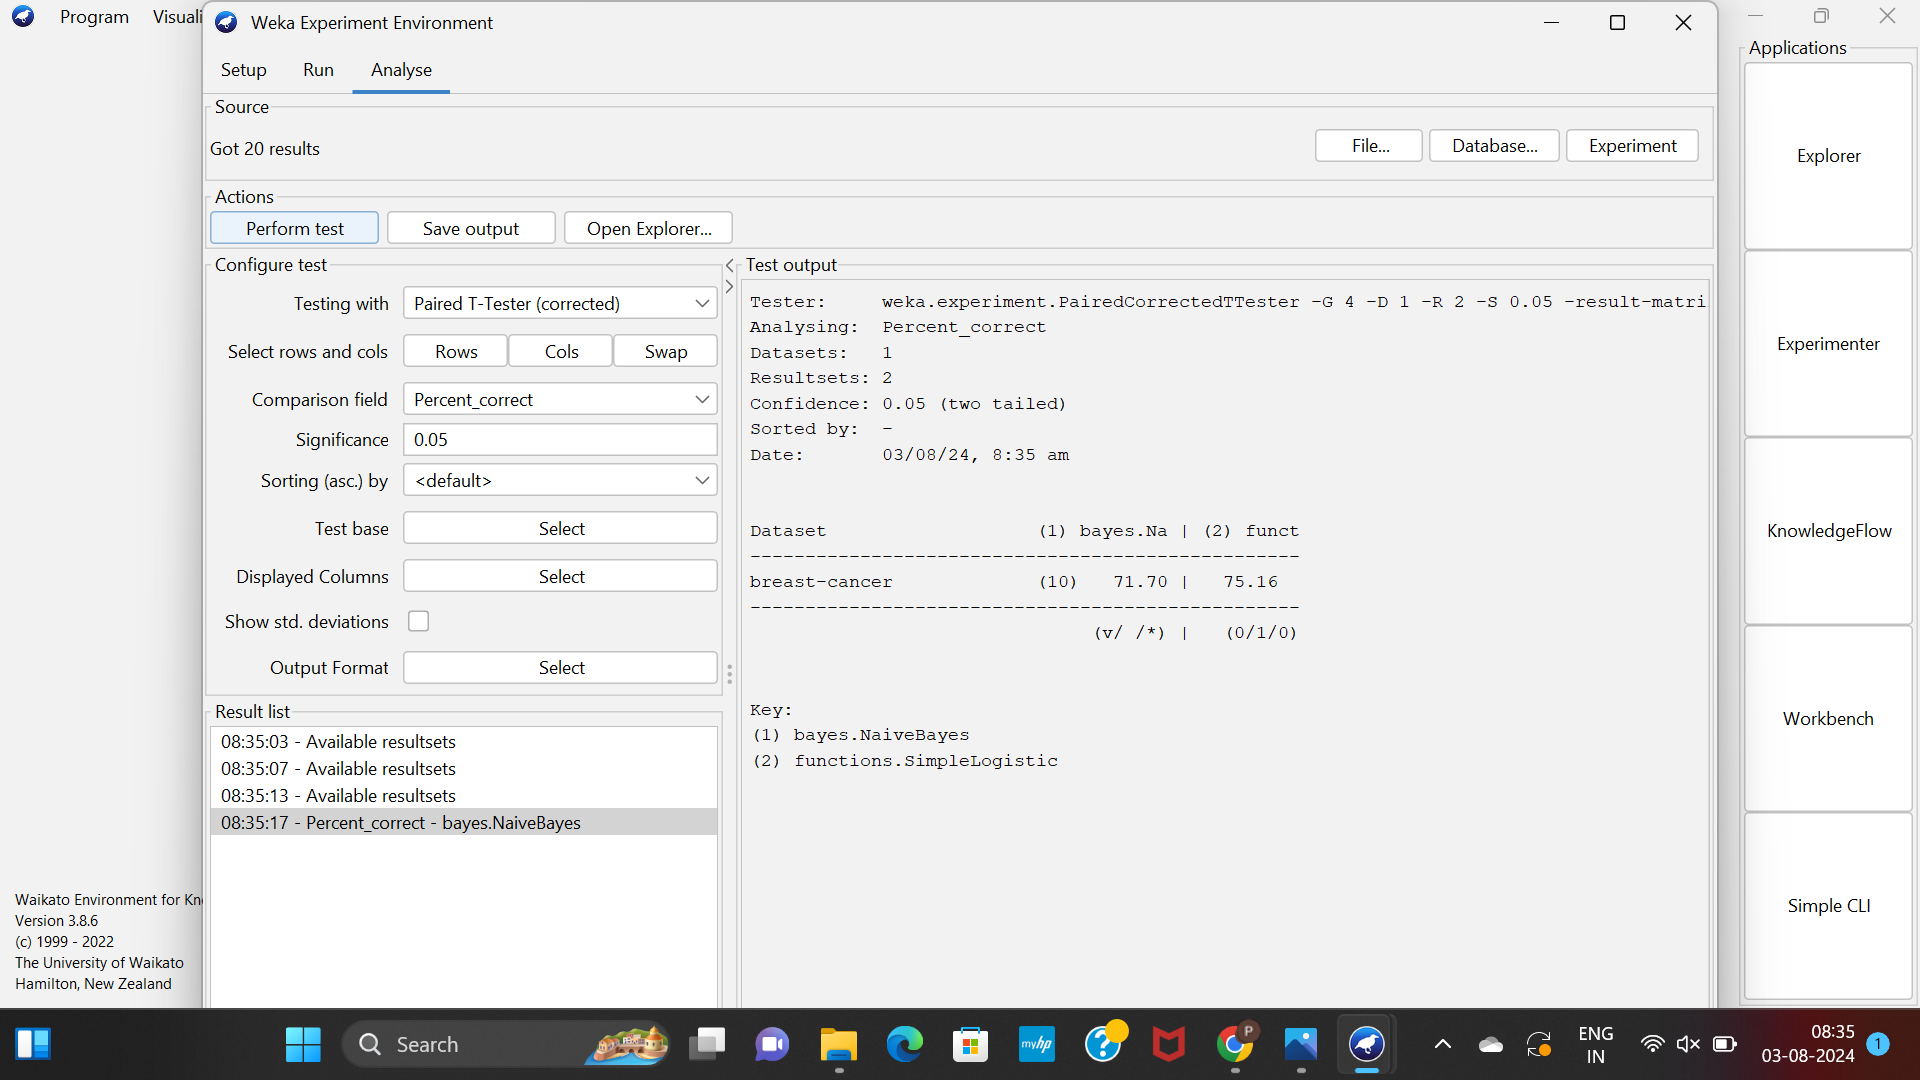 Program Visuali
Weka Experiment Environment
Setup Run Analyse
Source
Got 20 results
File... Database... Experiment
Actions
Perform test Save output Open Explorer...
Configure test
Testing with Paired T-Tester (corrected)
Select rows and cols Rows Cols Swap
Comparison field Percent_correct
Significance 0.05
Sorting (asc.) by <default>
Test base Select
Displayed Columns Select
Show std. deviations
Output Format Select
Result list
08:35:03 - Available resultsets
08:35:07 - Available resultsets
08:35:13 - Available resultsets
08:35:17 - Percent_correct - bayes.NaiveBayes
Test output
Tester: weka.experiment.PairedCorrectedTTester -G 4 -D 1 -R 2 -S 0.05 -result-matri
Analysing: Percent_correct
Datasets: 1
Resultsets: 2
Confidence: 0.05 (two tailed)
Sorted by: -
Date: 03/08/24, 8:35 am
Dataset (1) bayes.Na | (2) funct
--------------------------------------------------
breast-cancer (10) 71.70 | 75.16
--------------------------------------------------
(v/ /*) | (0/1/0)
Key:
(1) bayes.NaiveBayes
(2) functions.SimpleLogistic
Applications
Explorer
Experimenter
KnowledgeFlow
Workbench
Simple CLI
Waikato Environment for Kn
Version 3.8.6
(c) 1999 - 2022
The University of Waikato
Hamilton, New Zealand
Search
myhp
P
ENG
IN
08:35
03-08-2024
1